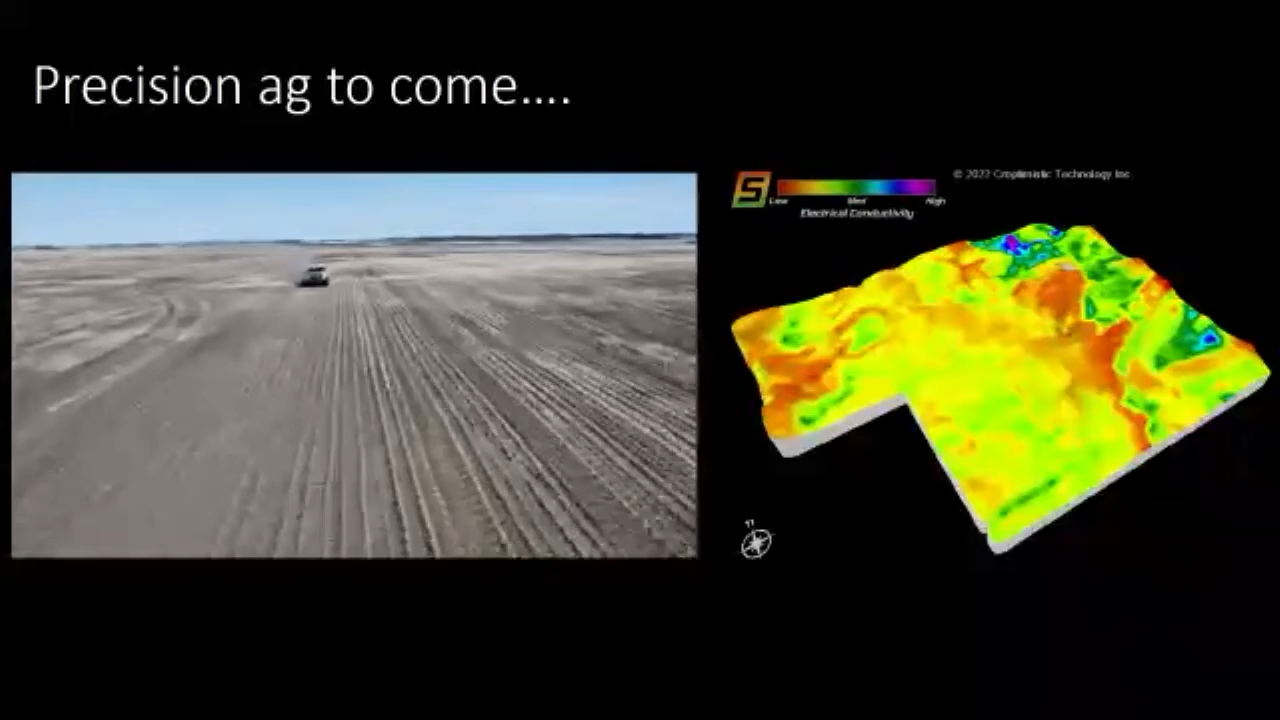 Precision ag to come....
© 2022 Croptimistic Technology Inc
S
Low Med High
Electrical Conductivity